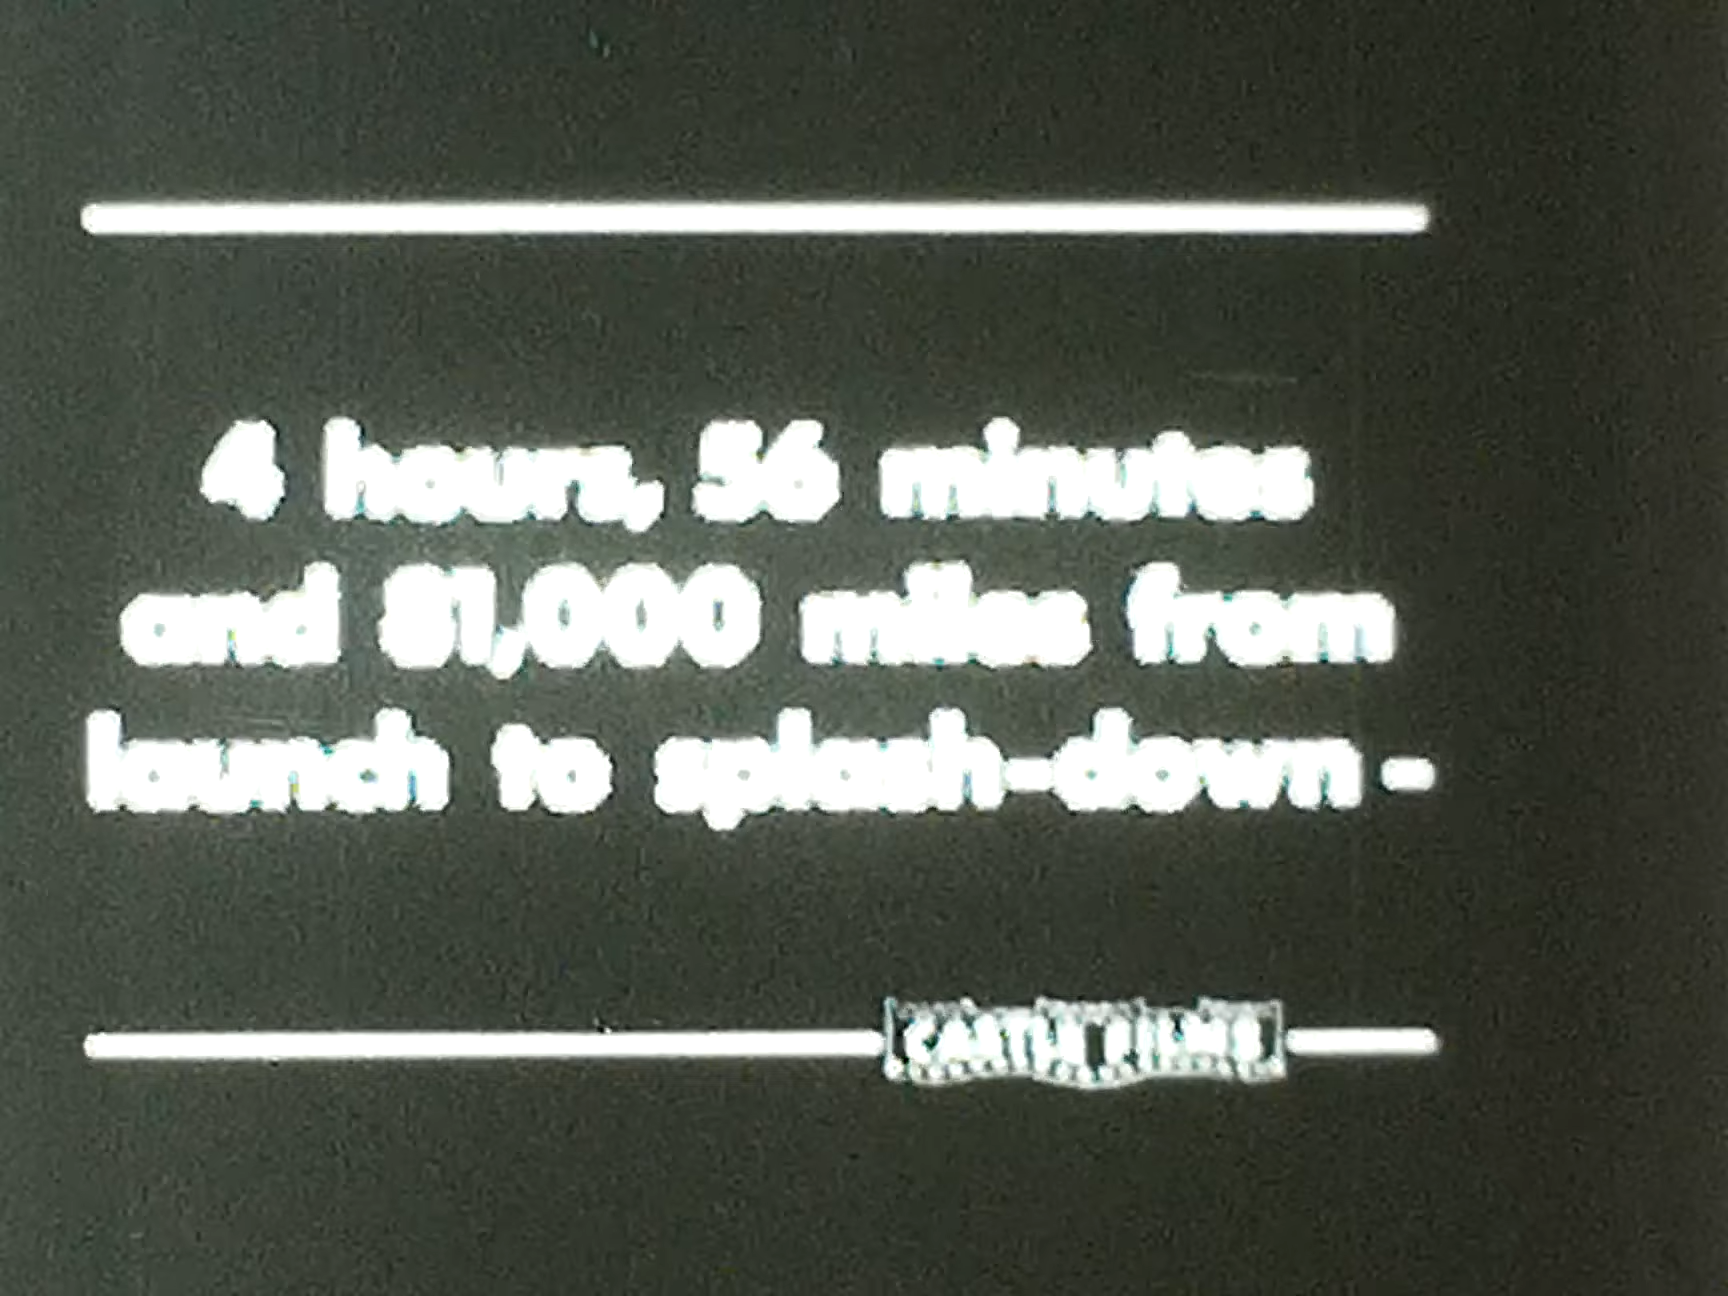 4 hours, 56 minutes
and 81,000 miles from
launch to splash-down -
CASTLE FILMS